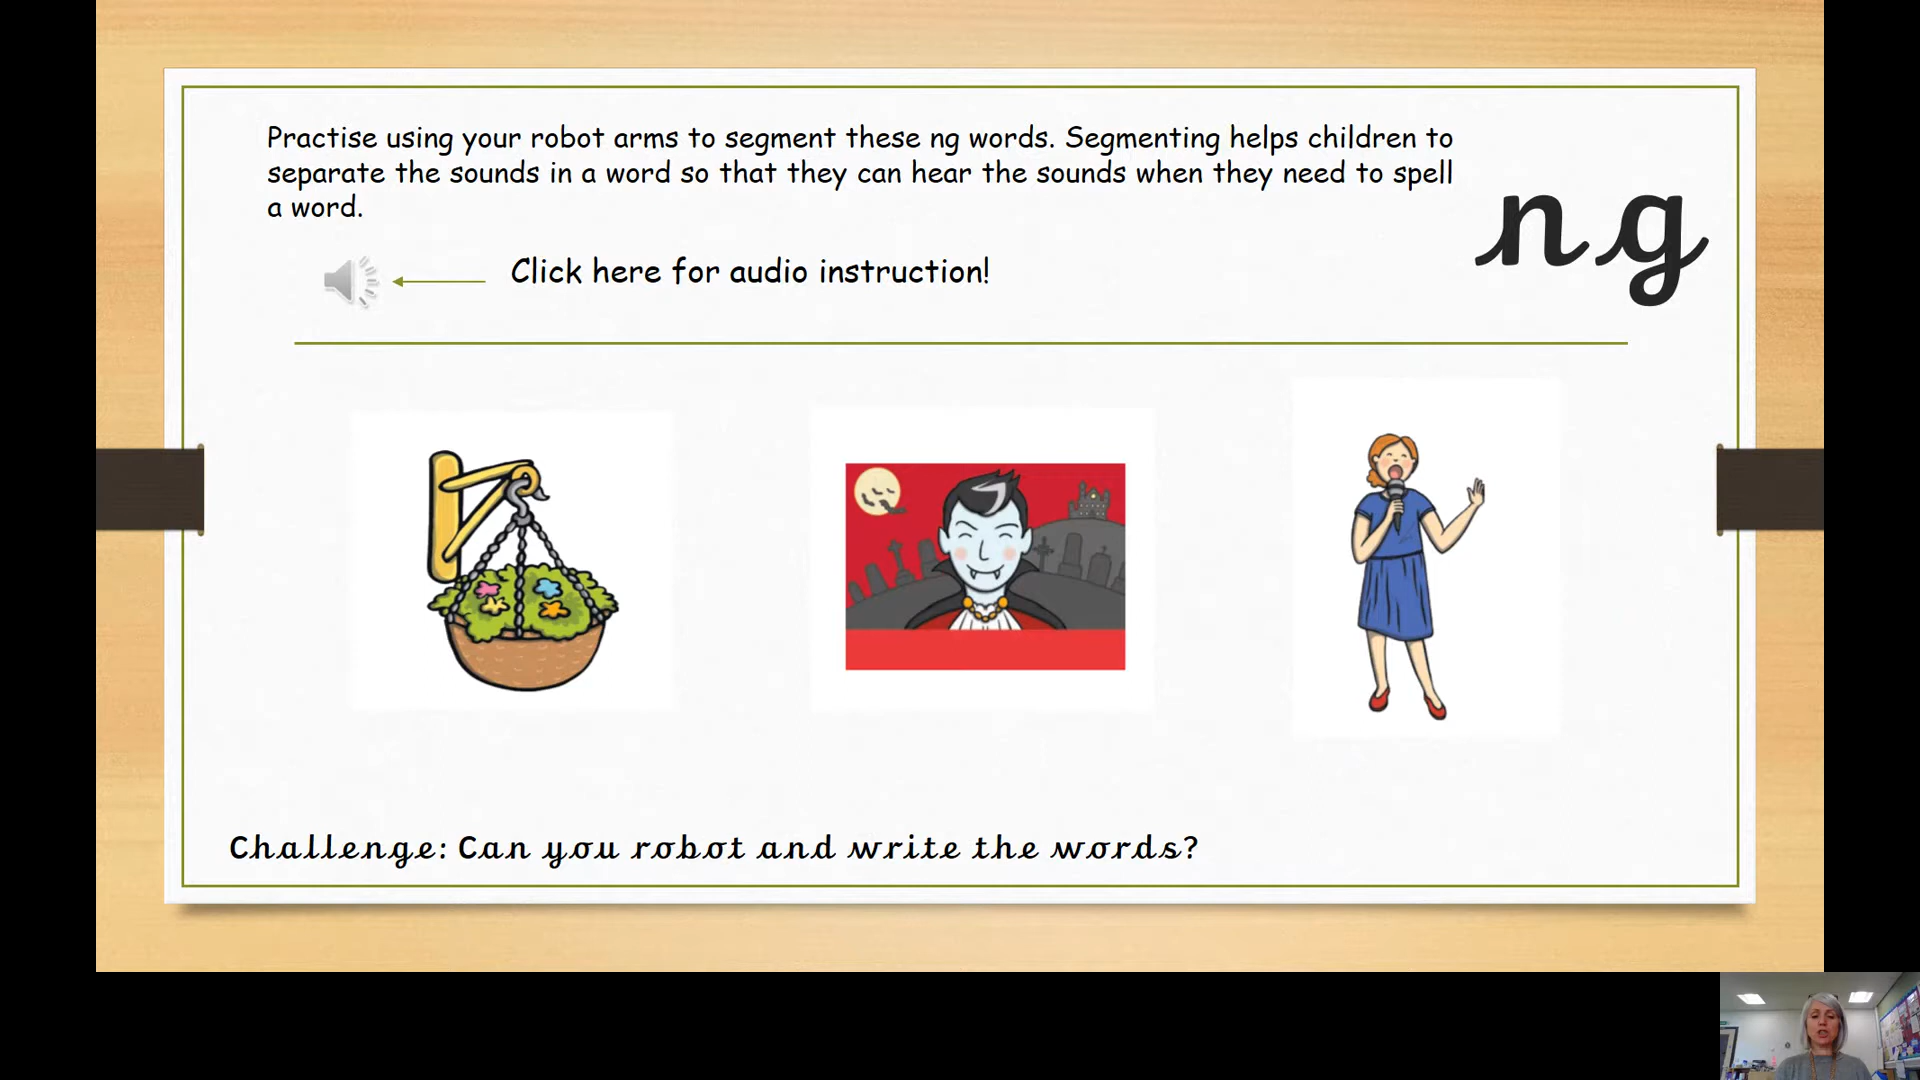 Practise using your robot arms to segment these ng words. Segmenting helps children to
separate the sounds in a word so that they can hear the sounds when they need to spell
a word.
ng
Click here for audio instruction!
Challenge: Can you robot and write the words?